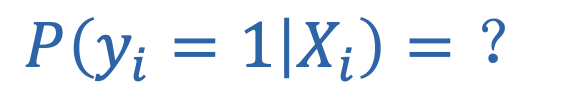 P(yᵢ = 1|Xᵢ) = ?